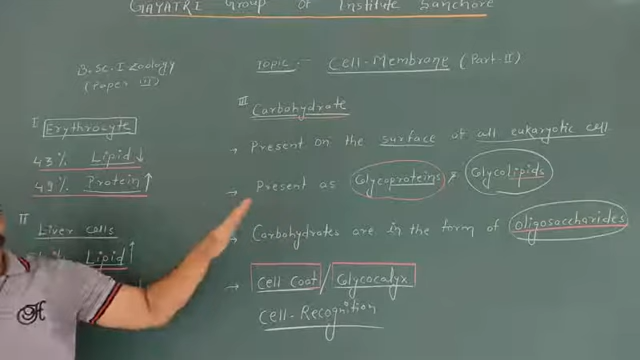 GAYATRI Group of Institute Sanchore
B.Sc.-I Zoology
(Paper III)
Topic :- Cell-Membrane (Part-II)
I Erythrocyte
43% Lipid ↓
49% Protein ↑
II Liver cells
% Lipid ↑
III Carbohydrate
→ Present on the surface of all eukaryotic cell.
→ Present as Glycoproteins & Glycolipids
→ Carbohydrates are in the form of oligosaccharides
→ Cell Coat / Glycocalyx
Cell-Recognition